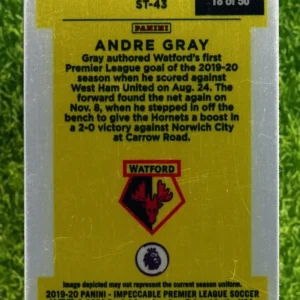 ST-43
18 of 50
PANINI
ANDRE GRAY
Gray authored Watford's first
Premier League goal of the 2019-20
season when he scored against
West Ham United on Aug. 24. The
forward found the net again on
Nov. 8, when he stepped in off the
bench to give the Hornets a boost in
a 2-0 victory against Norwich City
at Carrow Road.
WATFORD
Image depicted may not represent the current season uniform.
2019-20 PANINI - IMPECCABLE PREMIER LEAGUE SOCCER